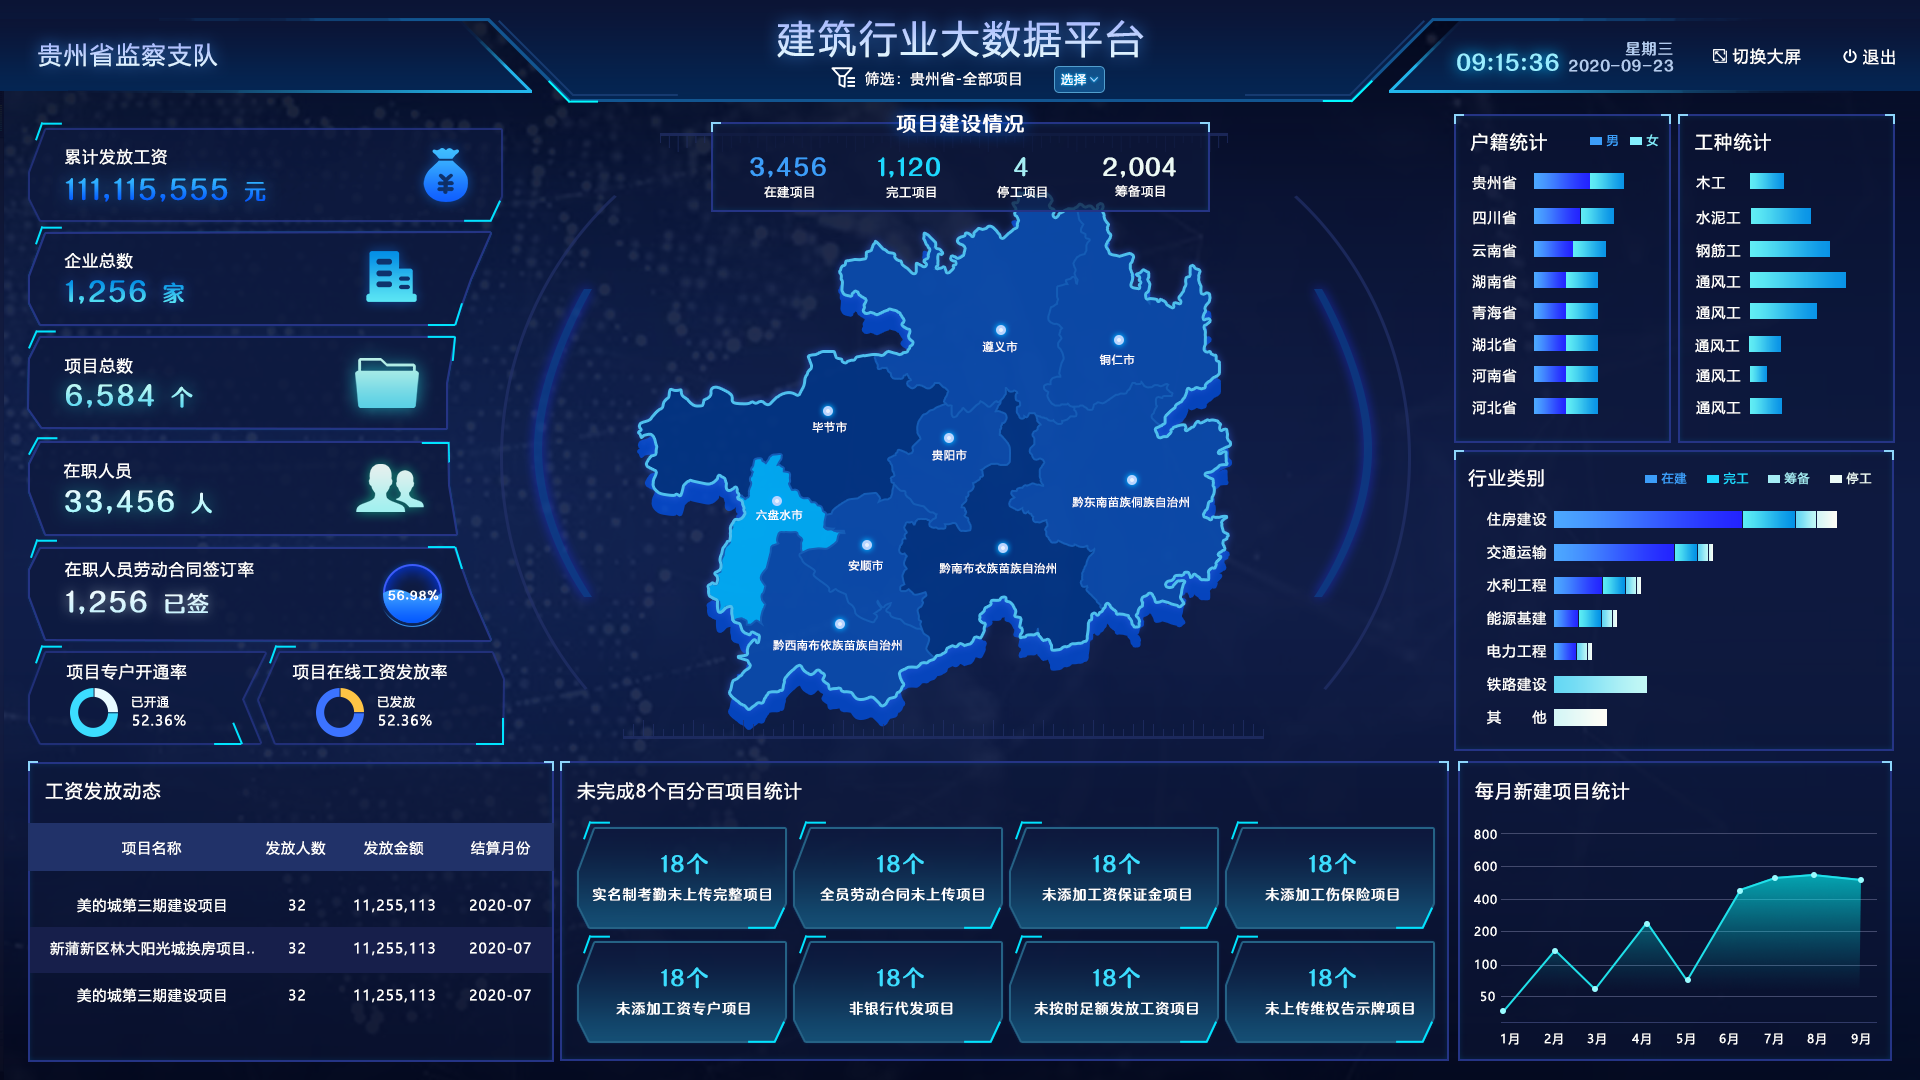 贵州省监察支队
建筑行业大数据平台
筛选：贵州省-全部项目
选择
09:15:36
星期三
2020-09-23
切换大屏
退出
累计发放工资
111,115,555 元
企业总数
1,256 家
项目总数
6,584 个
在职人员
33,456 人
在职人员劳动合同签订率
1,256 已签
56.98%
项目专户开通率
已开通
52.36%
项目在线工资发放率
已发放
52.36%
项目建设情况
3,456 1,120 4 2,004
在建项目 完工项目 停工项目 筹备项目
遵义市
铜仁市
毕节市
贵阳市
黔东南苗族侗族自治州
六盘水市
安顺市
黔南布衣族苗族自治州
黔西南布依族苗族自治州
户籍统计
男 女
贵州省
四川省
云南省
湖南省
青海省
湖北省
河南省
河北省
工种统计
木工
水泥工
钢筋工
通风工
通风工
通风工
通风工
通风工
行业类别
在建 完工 筹备 停工
住房建设
交通运输
水利工程
能源基建
电力工程
铁路建设
其 他
工资发放动态
项目名称 发放人数 发放金额 结算月份
美的城第三期建设项目 32 11,255,113 2020-07
新蒲新区林大阳光城换房项目.. 32 11,255,113 2020-07
美的城第三期建设项目 32 11,255,113 2020-07
未完成8个百分百项目统计
18个 18个 18个 18个
实名制考勤未上传完整项目 全员劳动合同未上传项目 未添加工资保证金项目 未添加工伤保险项目
18个 18个 18个 18个
未添加工资专户项目 非银行代发项目 未按时足额发放工资项目 未上传维权告示牌项目
每月新建项目统计
800
600
400
200
100
50
1月 2月 3月 4月 5月 6月 7月 8月 9月